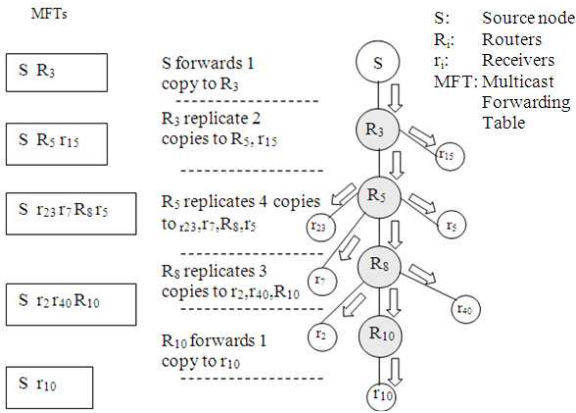 MFTs
S R3
S R5 r15
S r23 r7 R8 r5
S r2 r40 R10
S r10
S forwards 1
copy to R3
R3 replicate 2
copies to R5, r15
R5 replicates 4 copies
to r23,r7,R8,r5
R8 replicates 3
copies to r2,r40,R10
R10 forwards 1
copy to r10
S
R3
r15
R5
r23
r5
r7
R8
r2
r40
R10
r10
S: Source node
Ri: Routers
ri: Receivers
MFT: Multicast
Forwarding
Table